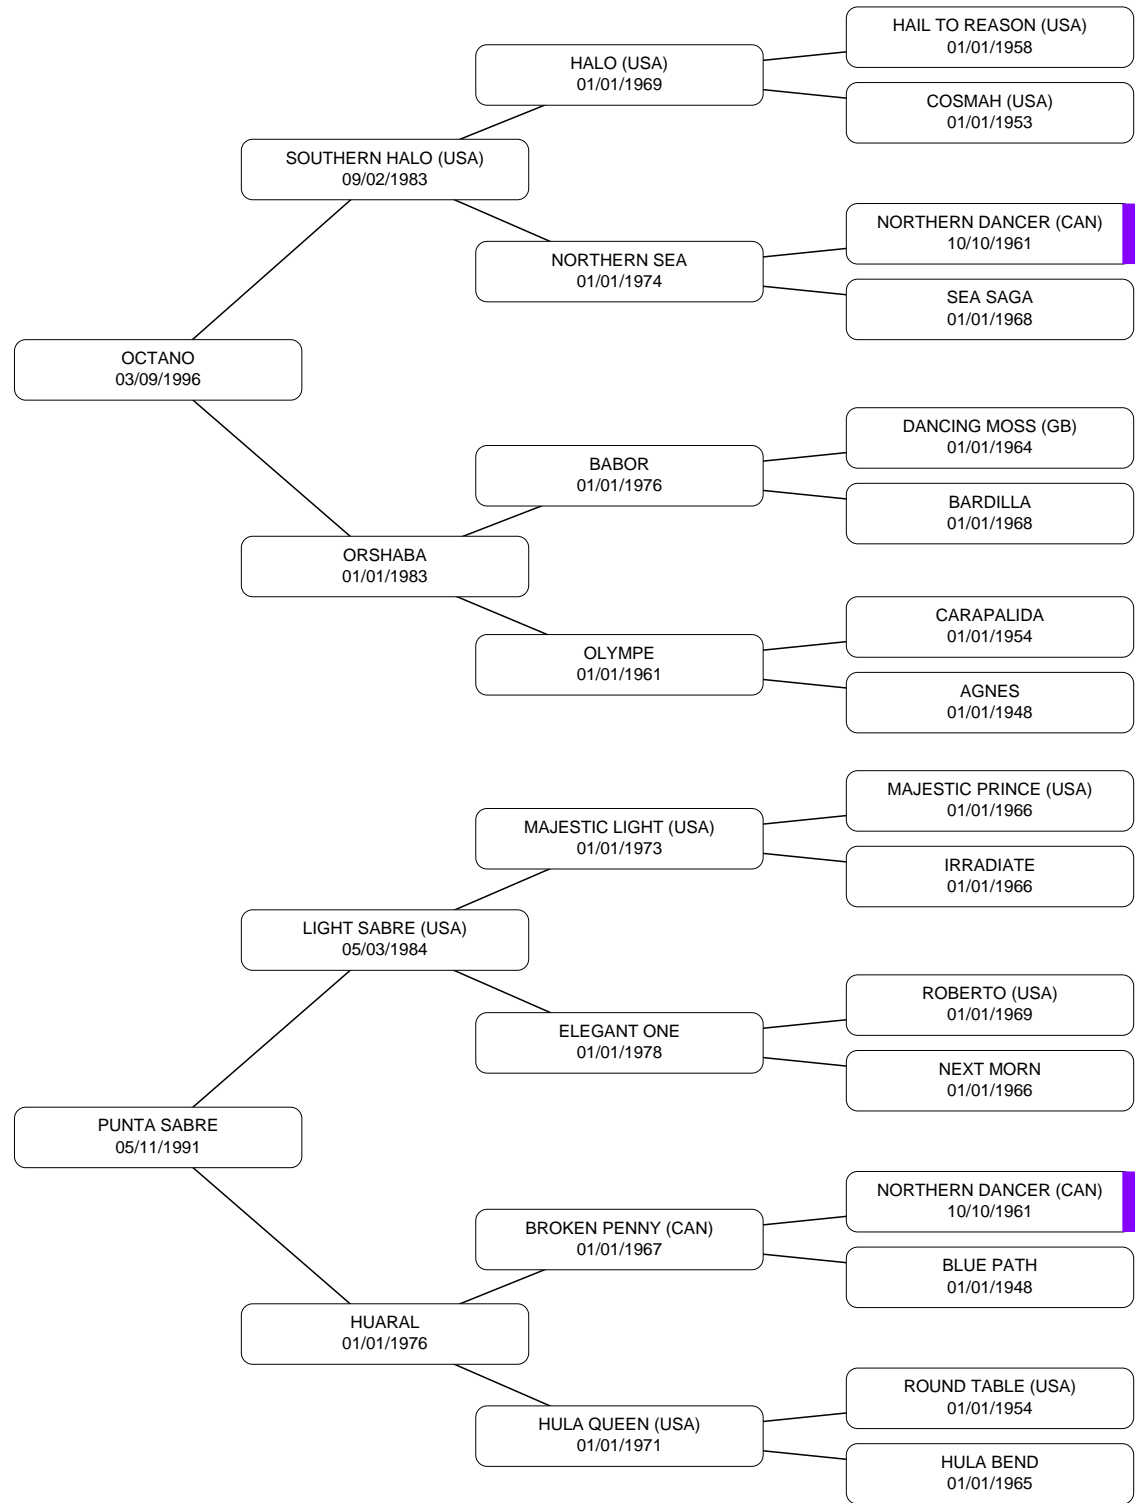 HAIL TO REASON (USA)
01/01/1958
HALO (USA)
01/01/1969
COSMAH (USA)
01/01/1953
SOUTHERN HALO (USA)
09/02/1983
NORTHERN DANCER (CAN)
10/10/1961
NORTHERN SEA
01/01/1974
SEA SAGA
01/01/1968
OCTANO
03/09/1996
DANCING MOSS (GB)
01/01/1964
BABOR
01/01/1976
BARDILLA
01/01/1968
ORSHABA
01/01/1983
CARAPALIDA
01/01/1954
OLYMPE
01/01/1961
AGNES
01/01/1948
MAJESTIC PRINCE (USA)
01/01/1966
MAJESTIC LIGHT (USA)
01/01/1973
IRRADIATE
01/01/1966
LIGHT SABRE (USA)
05/03/1984
ROBERTO (USA)
01/01/1969
ELEGANT ONE
01/01/1978
NEXT MORN
01/01/1966
PUNTA SABRE
05/11/1991
NORTHERN DANCER (CAN)
10/10/1961
BROKEN PENNY (CAN)
01/01/1967
BLUE PATH
01/01/1948
HUARAL
01/01/1976
ROUND TABLE (USA)
01/01/1954
HULA QUEEN (USA)
01/01/1971
HULA BEND
01/01/1965